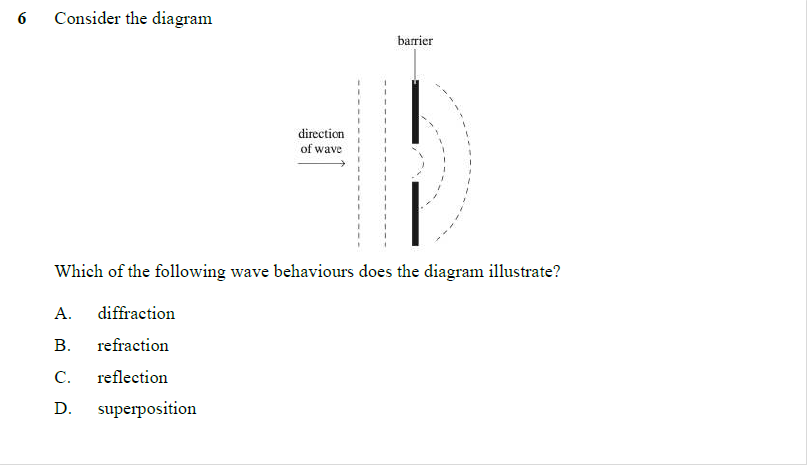 6 Consider the diagram
barrier
direction
of wave
Which of the following wave behaviours does the diagram illustrate?
A. diffraction
B. refraction
C. reflection
D. superposition